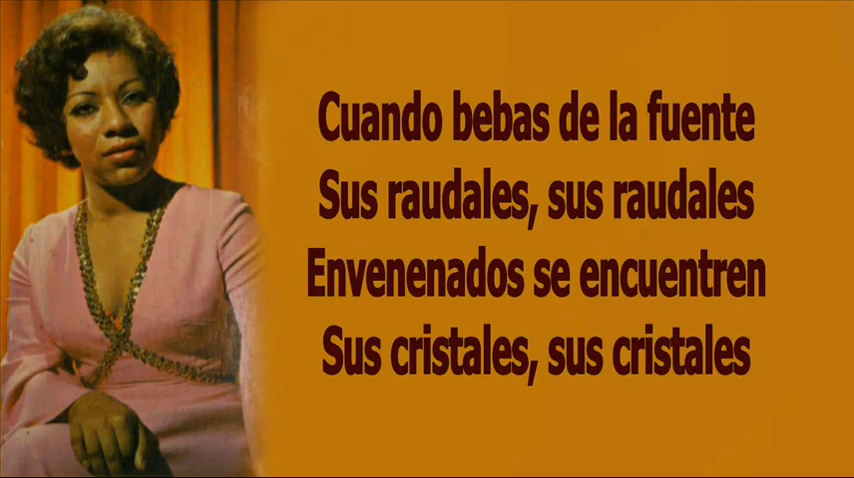 Cuando bebas de la fuente
Sus raudales, sus raudales
Envenenados se encuentren
Sus cristales, sus cristales